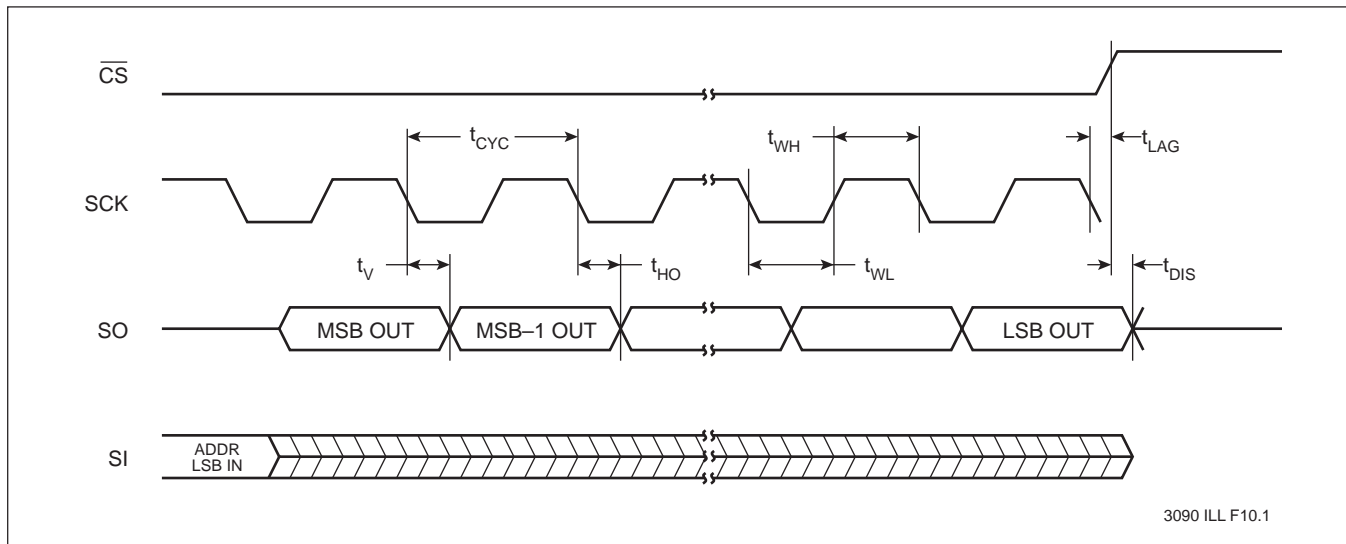 CS
tCYC
tWH
tLAG
SCK
tV
tHO
tWL
tDIS
SO
MSB OUT
MSB–1 OUT
LSB OUT
SI
ADDR
LSB IN
3090 ILL F10.1